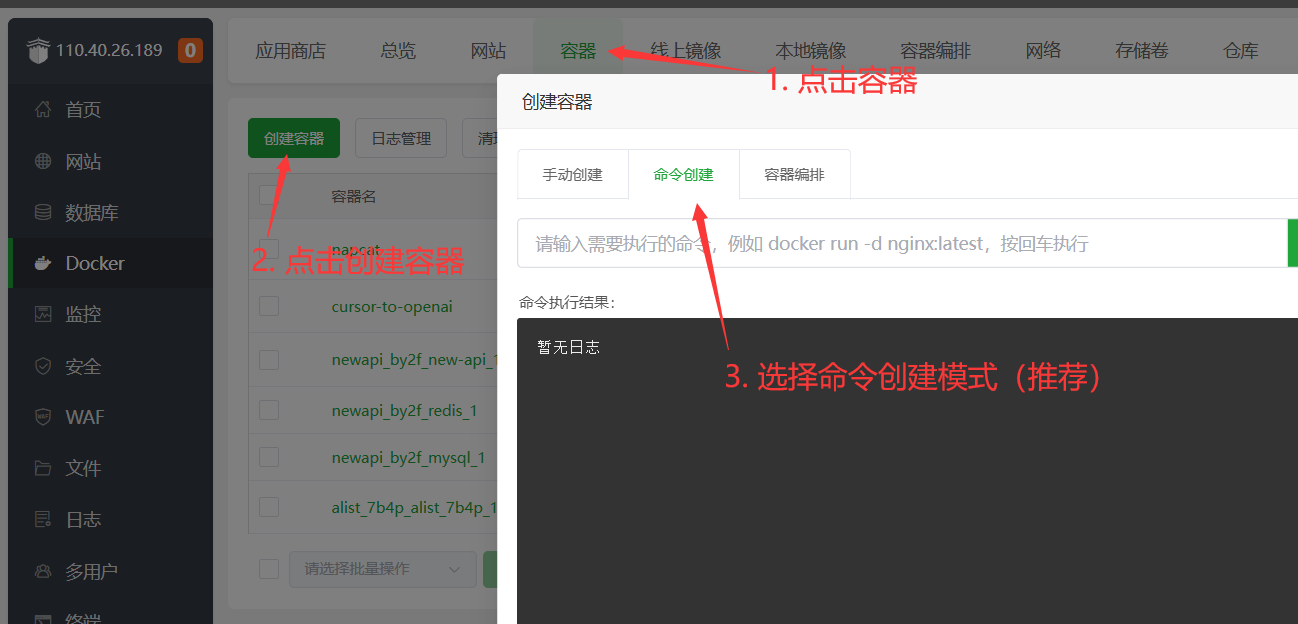 110.40.26.189 0
首页
网站
数据库
Docker
监控
安全
WAF
文件
日志
多用户
终端
应用商店 总览 网站 容器 线上镜像 本地镜像 容器编排 网络 存储卷 仓库
1. 点击容器
创建容器 日志管理
容器名
napcat
2. 点击创建容器
cursor-to-openai
newapi_by2f_new-api_1
newapi_by2f_redis_1
newapi_by2f_mysql_1
alist_7b4p_alist_7b4p_1
请选择批量操作
创建容器
手动创建 命令创建 容器编排
请输入需要执行的命令，例如 docker run -d nginx:latest，按回车执行
命令执行结果：
暂无日志
3. 选择命令创建模式（推荐）